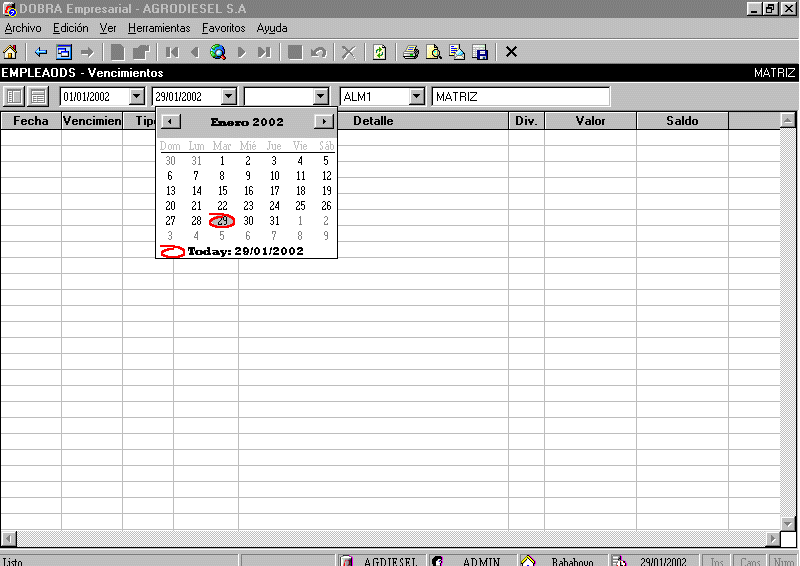 DOBRA Empresarial - AGRODIESEL S.A
Archivo Edición Ver Herramientas Favoritos Ayuda
EMPLEAODS - Vencimientos MATRIZ
01/01/2002 29/01/2002 ALM1 MATRIZ
Fecha Vencimien Tipo Detalle Div. Valor Saldo
Enero 2002
Dom Lun Mar Mié Jue Vie Sáb
30 31 1 2 3 4 5
6 7 8 9 10 11 12
13 14 15 16 17 18 19
20 21 22 23 24 25 26
27 28 29 30 31 1 2
3 4 5 6 7 8 9
Today: 29/01/2002
Listo AGDIESEL ADMIN Babahoyo 29/01/2002 Ins Caps Num